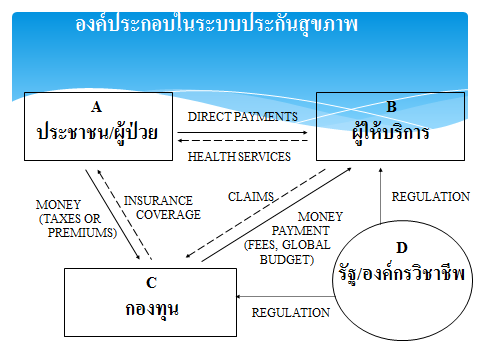 องค์ประกอบในระบบประกันสุขภาพ
A
ประชาชน/ผู้ป่วย
DIRECT PAYMENTS
HEALTH SERVICES
B
ผู้ให้บริการ
MONEY
(TAXES OR
PREMIUMS)
INSURANCE
COVERAGE
CLAIMS
MONEY
PAYMENT
(FEES, GLOBAL
BUDGET)
REGULATION
C
กองทุน
D
รัฐ/องค์กรวิชาชีพ
REGULATION